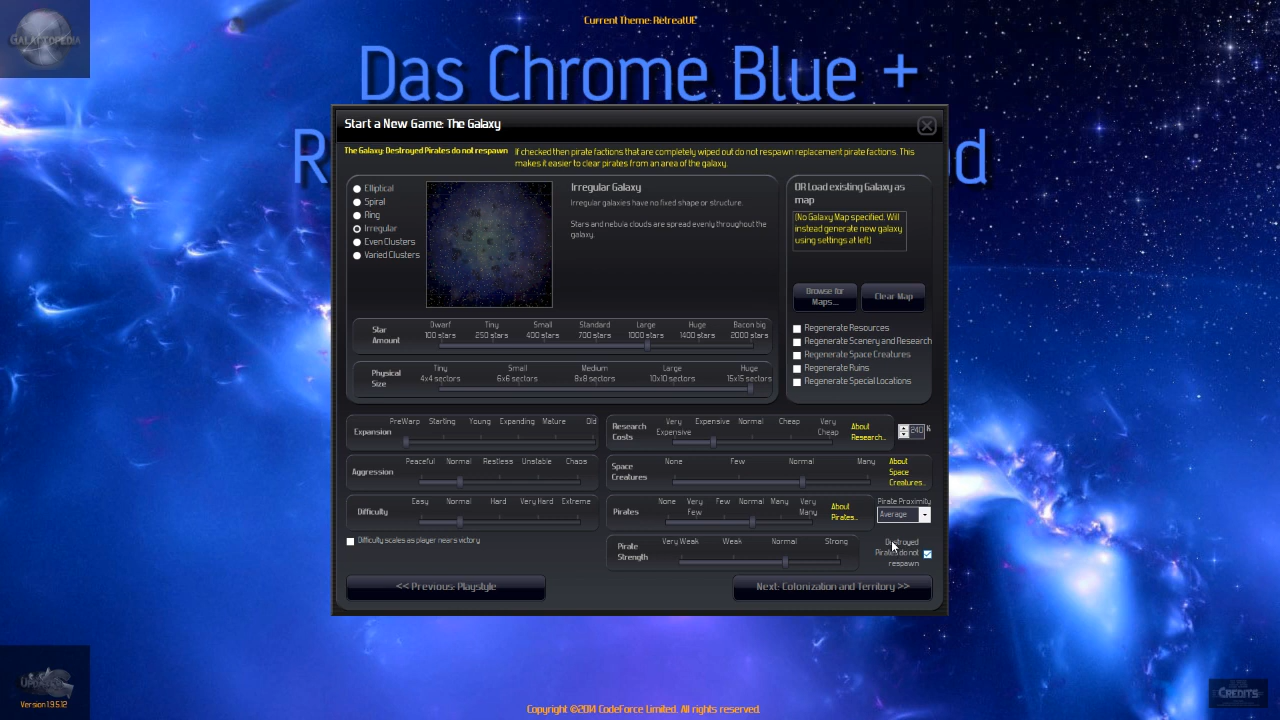 GALACTOPEDIA
Current Theme: RetreatUE
Das Chrome Blue +
Start a New Game: The Galaxy
The Galaxy: Destroyed Pirates do not respawn
If checked then pirate factions that are completely wiped out do not respawn replacement pirate factions. This
makes it easier to clear pirates from an area of the galaxy.
Elliptical
Spiral
Ring
Irregular
Even Clusters
Varied Clusters
Irregular Galaxy
Irregular galaxies have no fixed shape or structure.
Stars and nebula clouds are spread evenly throughout the
galaxy.
OR Load existing Galaxy as
map
(No Galaxy Map specified. Will
instead generate new galaxy
using settings at left)
Browse for
Maps...
Clear Map
Regenerate Resources
Regenerate Scenery and Research
Regenerate Space Creatures
Regenerate Ruins
Regenerate Special Locations
Star
Amount
Dwarf Tiny Small Standard Large Huge Bacon big
100 stars 250 stars 400 stars 700 stars 1000 stars 1400 stars 2000 stars
Physical
Size
Tiny Small Medium Large Huge
4x4 sectors 6x6 sectors 8x8 sectors 10x10 sectors 15x15 sectors
Expansion
PreWarp Starting Young Expanding Mature Old
Research
Costs
Very Expensive Normal Cheap Very
Expensive Cheap
About
Research...
240 K
Aggression
Peaceful Normal Restless Unstable Chaos
Space
Creatures
None Few Normal Many
About
Space
Creatures...
Difficulty
Easy Normal Hard Very Hard Extreme
Pirates
None Very Few Normal Many Very
Few Many
About
Pirates...
Pirate Proximity
Average
Difficulty scales as player nears victory
Pirate
Strength
Very Weak Weak Normal Strong
Destroyed
Pirates do not
respawn
<< Previous: Playstyle
Next: Colonization and Territory >>
Version 1.9.5.12
Copyright ©2014 CodeForce Limited. All rights reserved.
CREDITS